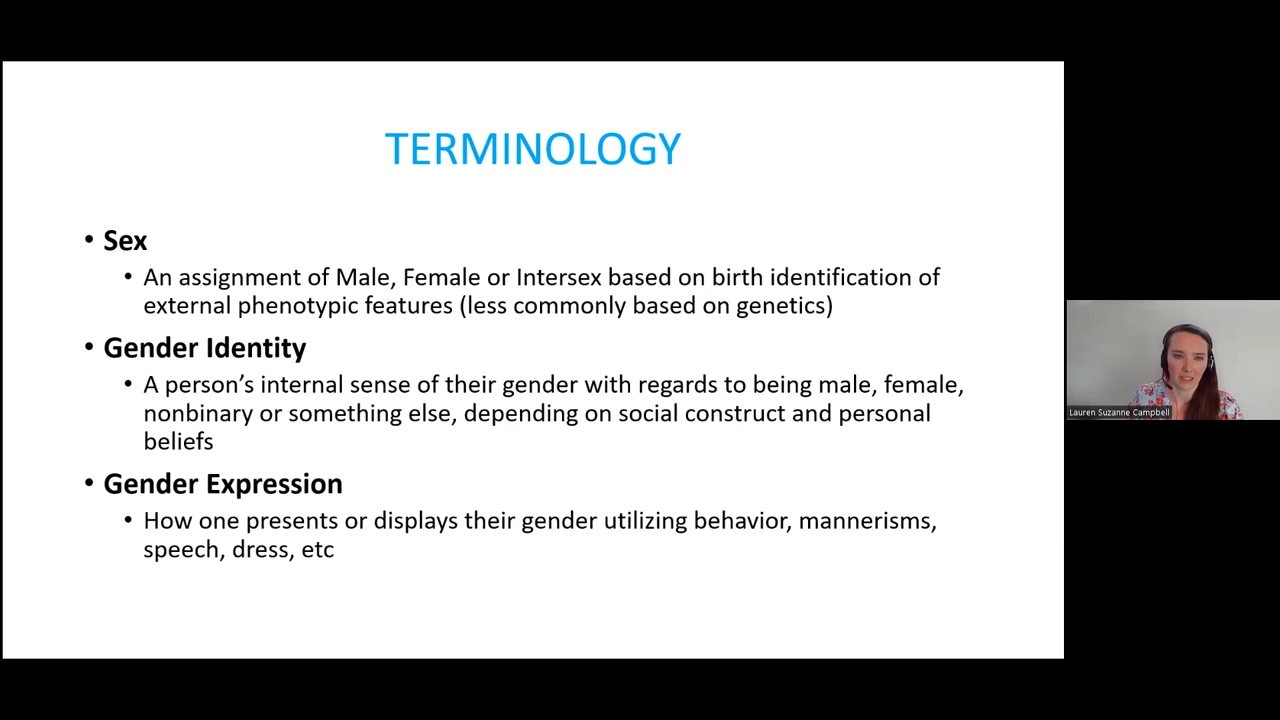 TERMINOLOGY
• Sex
• An assignment of Male, Female or Intersex based on birth identification of
external phenotypic features (less commonly based on genetics)
• Gender Identity
• A person’s internal sense of their gender with regards to being male, female,
nonbinary or something else, depending on social construct and personal
beliefs
• Gender Expression
• How one presents or displays their gender utilizing behavior, mannerisms,
speech, dress, etc
Lauren Suzanne Campbell